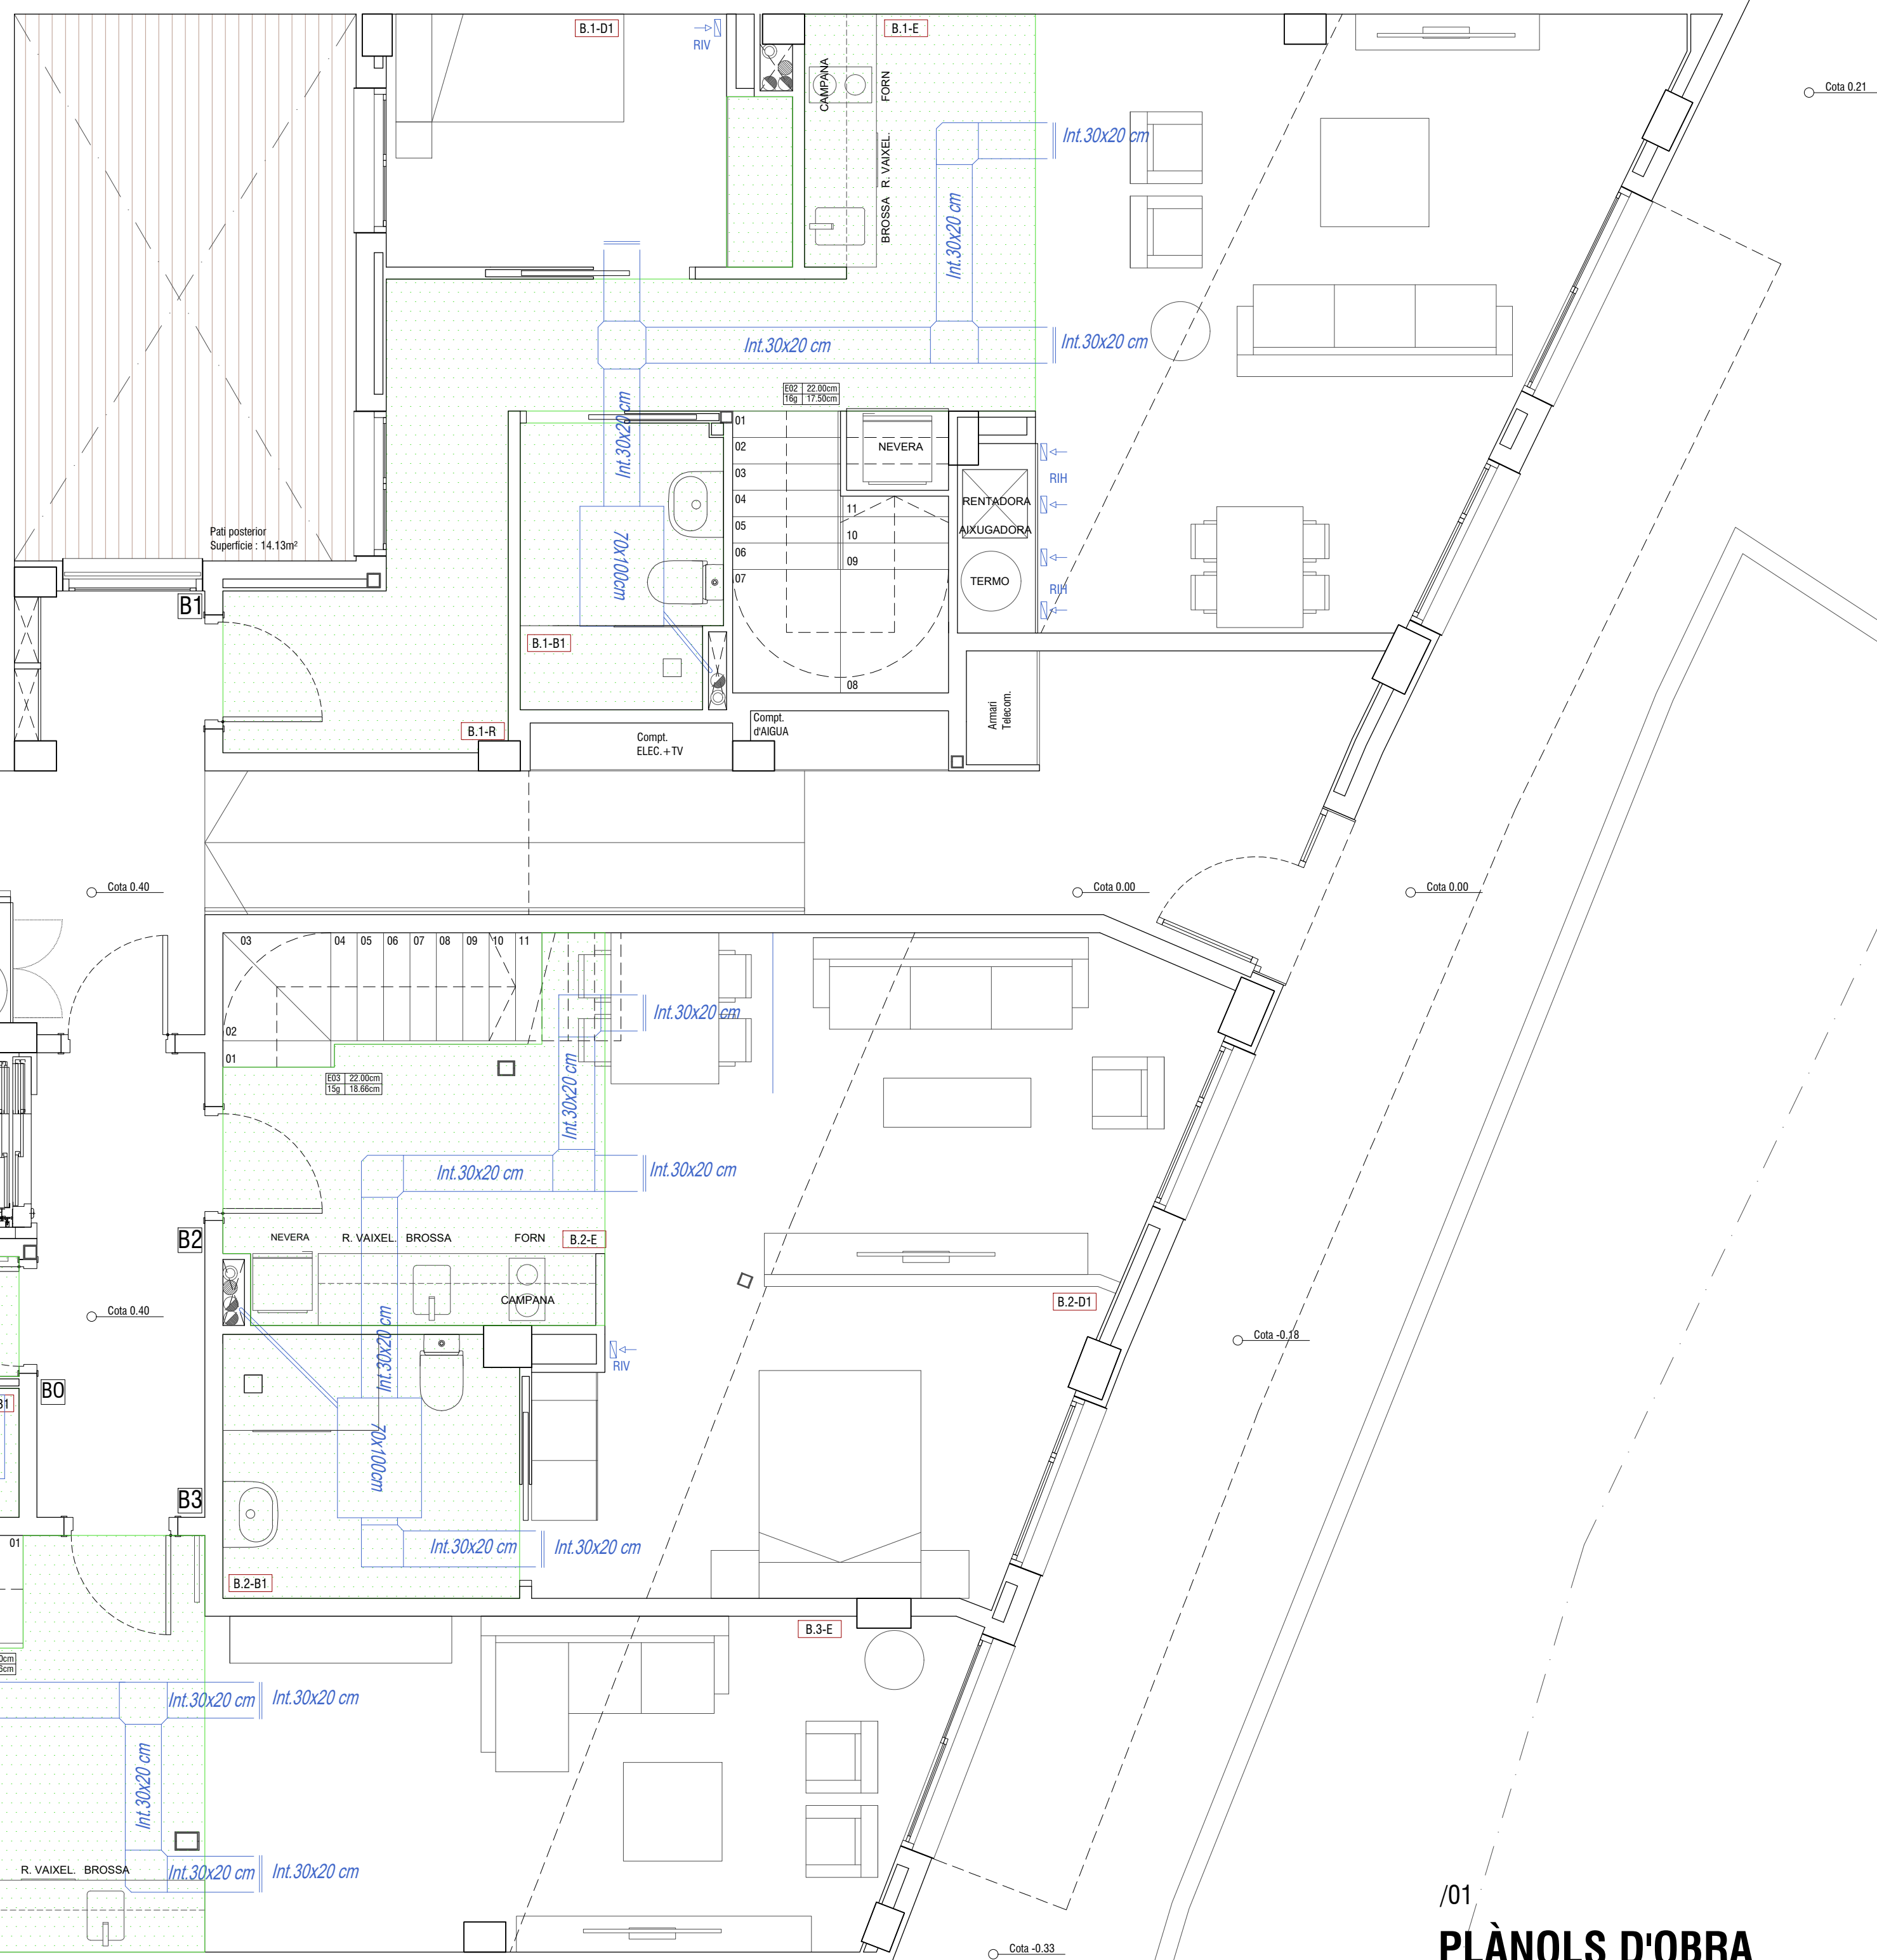 B.1-D1
RIV
B.1-E
CAMPANA
FORN
Cota 0.21
R. VAIXEL.
BROSSA
Int.30x20 cm
Int.30x20 cm
Int.30x20 cm
Int.30x20 cm
E02 22.00cm
16g 17.50cm
Int.30x20 cm
01
02
03
04
05
06
07
NEVERA
RIH
RENTADORA
AIXUGADORA
11
10
09
TERMO
RIH
08
Pati posterior
Superfície : 14.13m²
70x100cm
B1
B.1-B1
B.1-R
Compt.
ELEC.+TV
Compt.
d'AIGUA
Armari
Telecom.
Cota 0.40
Cota 0.00
Cota 0.00
03
04
05
06
07
08
09
10
11
02
01
E03 22.00cm
15g 18.66cm
Int.30x20 cm
Int.30x20 cm
Int.30x20 cm
Int.30x20 cm
B2
NEVERA
R. VAIXEL.
BROSSA
FORN
B.2-E
CAMPANA
B.2-D1
Cota 0.40
Cota -0.18
Int.30x20 cm
RIV
B0
70x100cm
B3
01
Int.30x20 cm
Int.30x20 cm
B.2-B1
B.3-E
Int.30x20 cm
Int.30x20 cm
Int.30x20 cm
R. VAIXEL.
BROSSA
Int.30x20 cm
Int.30x20 cm
Cota -0.33
/01
PLÀNOLS D'OBRA